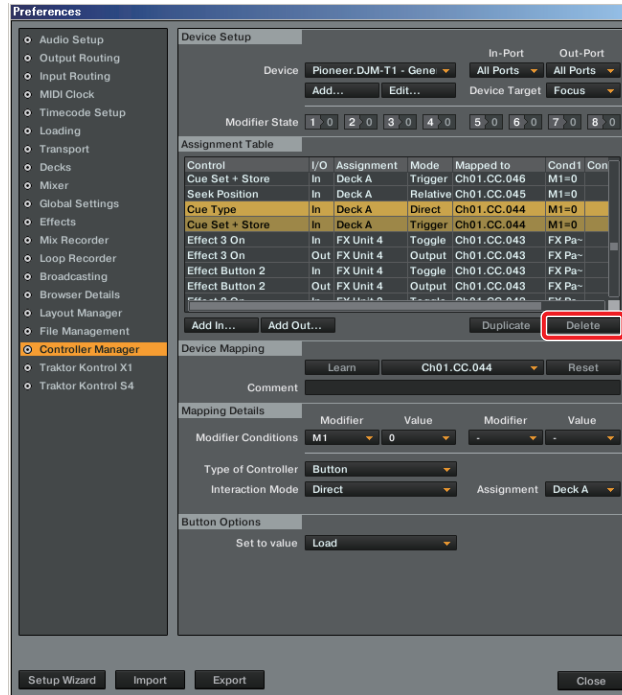 Preferences
Audio Setup
Output Routing
Input Routing
MIDI Clock
Timecode Setup
Loading
Transport
Decks
Mixer
Global Settings
Effects
Mix Recorder
Loop Recorder
Broadcasting
Browser Details
Layout Manager
File Management
Controller Manager
Traktor Kontrol X1
Traktor Kontrol S4
Device Setup
In-Port Out-Port
Device Pioneer.DJM-T1 - Gene All Ports All Ports
Add... Edit... Device Target Focus
Modifier State 1 0 2 0 3 0 4 0 5 0 6 0 7 0 8 0
Assignment Table
Control I/O Assignment Mode Mapped to Cond1 Con
Cue Set + Store In Deck A Trigger Ch01.CC.046 M1=0
Seek Position In Deck A Relative Ch01.CC.045 M1=0
Cue Type In Deck A Direct Ch01.CC.044 M1=0
Cue Set + Store In Deck A Trigger Ch01.CC.044 M1=0
Effect 3 On In FX Unit 4 Toggle Ch01.CC.043 FX Pa~
Effect 3 On Out FX Unit 4 Output Ch01.CC.043 FX Pa~
Effect Button 2 In FX Unit 4 Toggle Ch01.CC.043 FX Pa~
Effect Button 2 Out FX Unit 4 Output Ch01.CC.043 FX Pa~
Add In... Add Out... Duplicate Delete
Device Mapping
Learn Ch01.CC.044 Reset
Comment
Mapping Details
Modifier Value Modifier Value
Modifier Conditions M1 0 - -
Type of Controller Button
Interaction Mode Direct Assignment Deck A
Button Options
Set to value Load
Setup Wizard Import Export Close